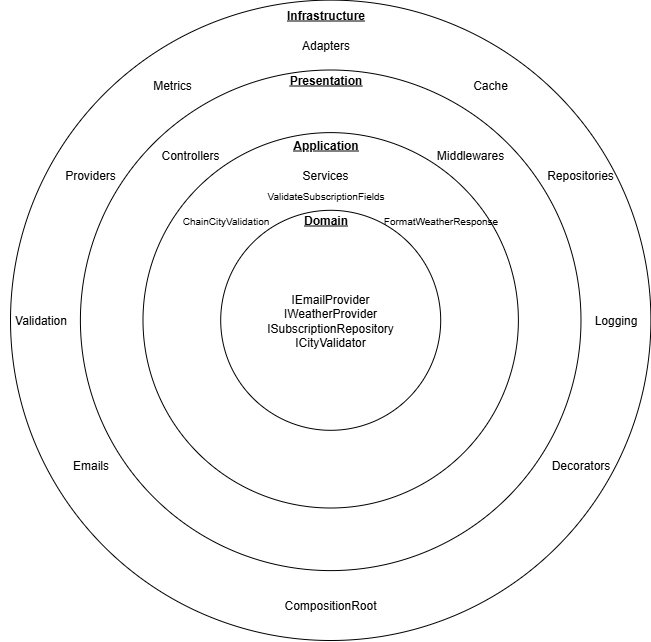 Infrastructure
Adapters
Metrics
Cache
Presentation
Controllers
Middlewares
Application
Providers
Services
Repositories
ValidateSubscriptionFields
ChainCityValidation
Domain
FormatWeatherResponse
IEmailProvider
IWeatherProvider
ISubscriptionRepository
ICityValidator
Validation
Logging
Emails
Decorators
CompositionRoot